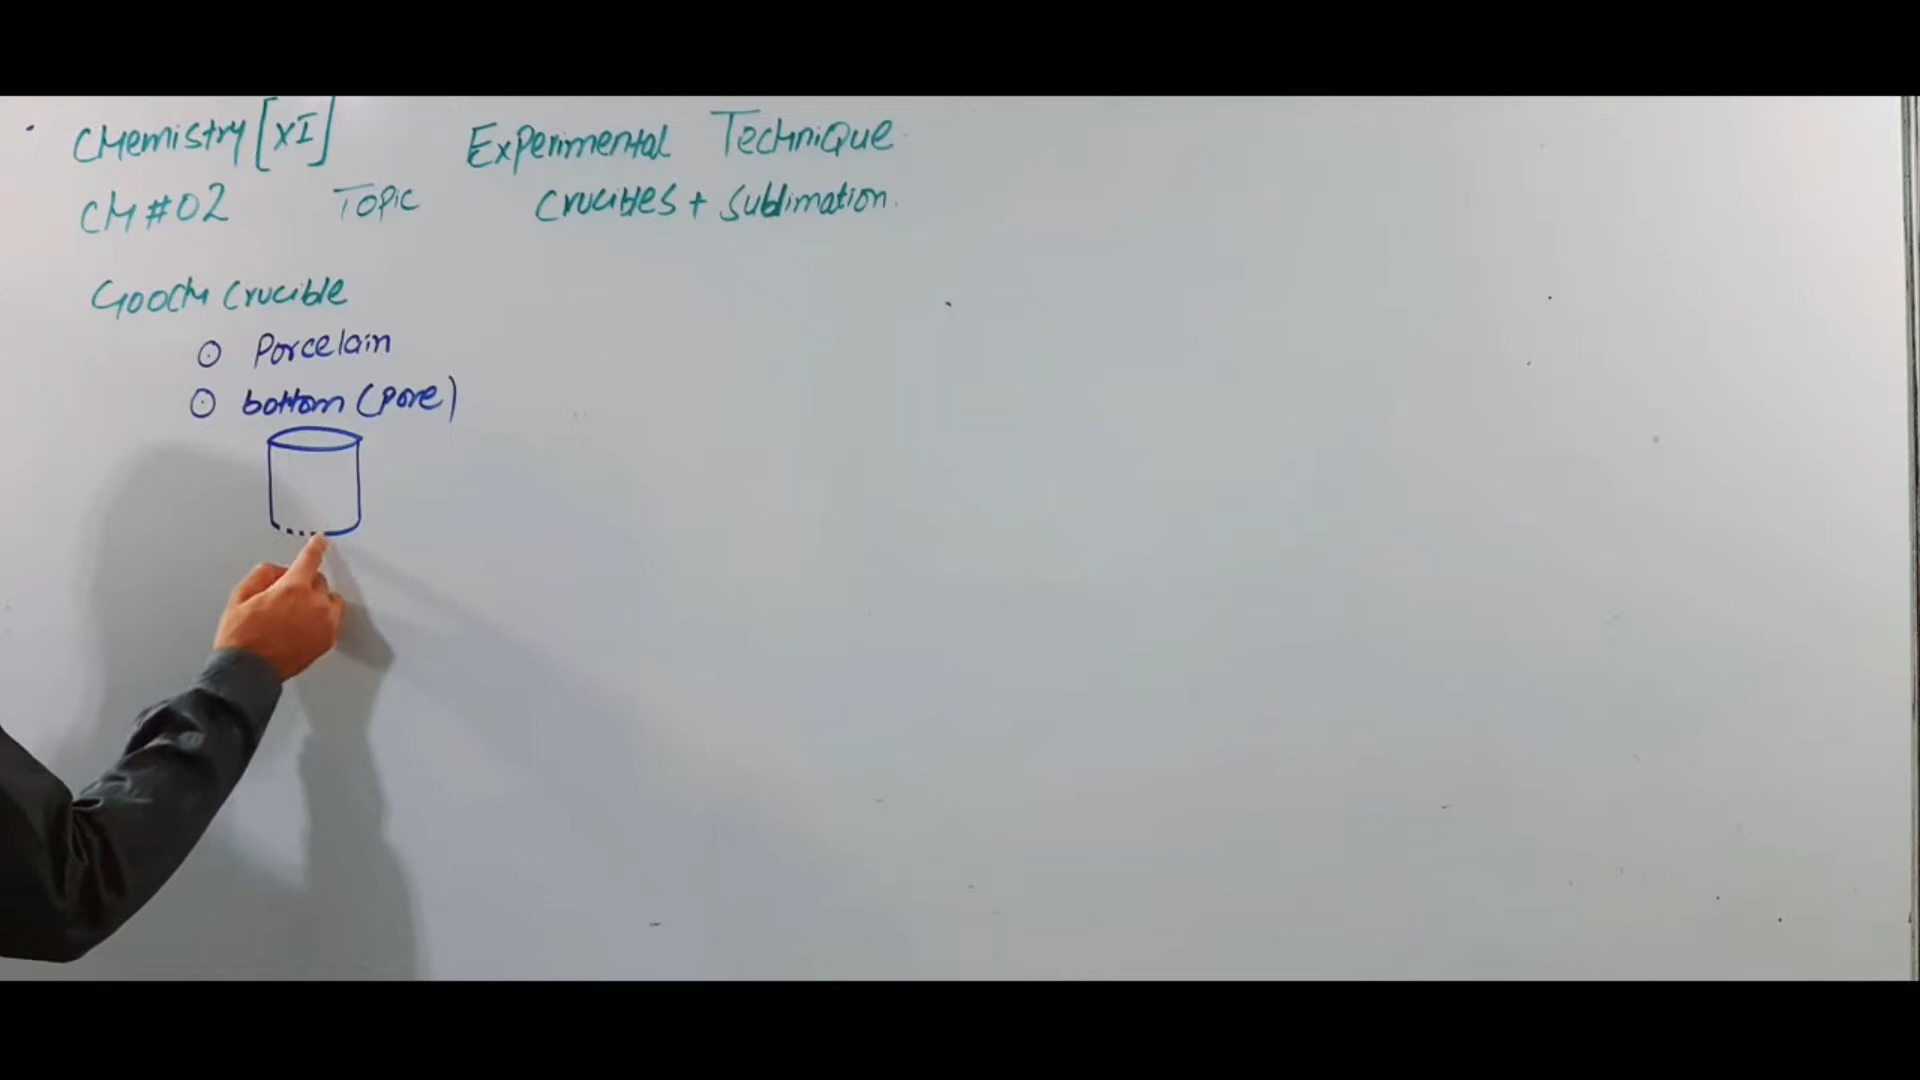 Chemistry [XI] Experimental Technique
CH#02 Topic Crucibles + Sublimation.
Gooch Crucible
⊙ Porcelain
⊙ bottom (pore)